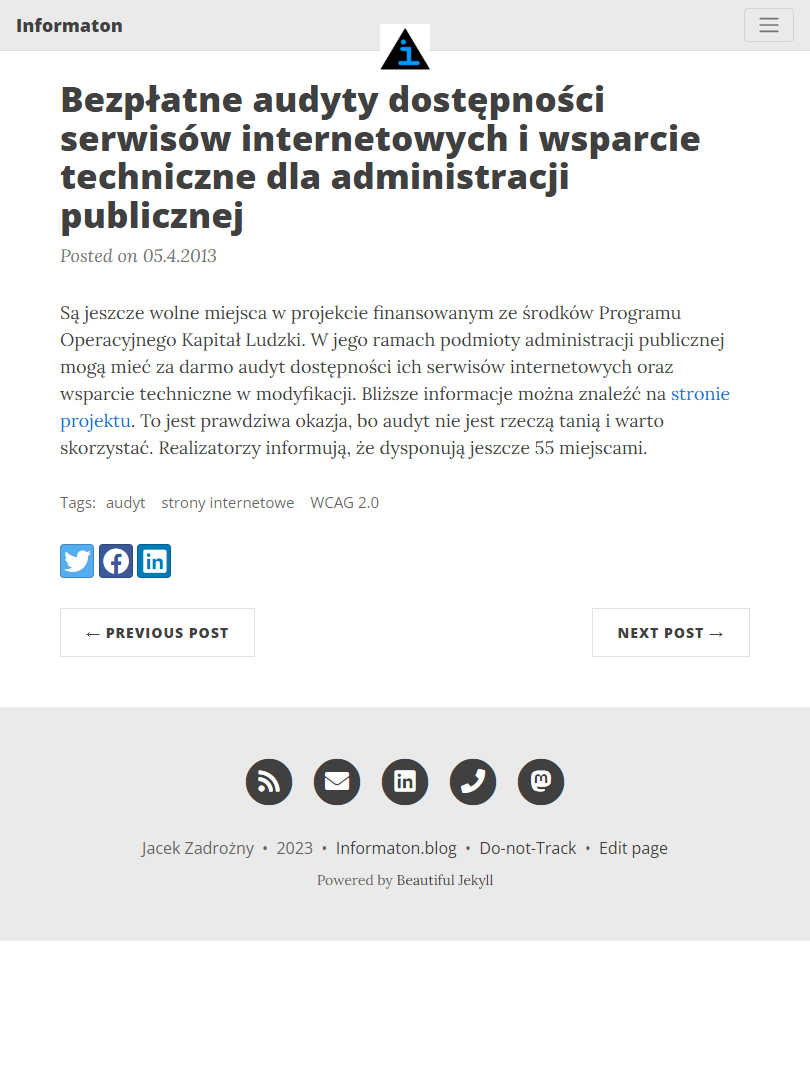 Informaton
i
Bezpłatne audyty dostępności
serwisów internetowych i wsparcie
techniczne dla administracji
publicznej
Posted on 05.4.2013
Są jeszcze wolne miejsca w projekcie finansowanym ze środków Programu
Operacyjnego Kapitał Ludzki. W jego ramach podmioty administracji publicznej
mogą mieć za darmo audyt dostępności ich serwisów internetowych oraz
wsparcie techniczne w modyfikacji. Bliższe informacje można znaleźć na stronie
projektu. To jest prawdziwa okazja, bo audyt nie jest rzeczą tanią i warto
skorzystać. Realizatorzy informują, że dysponują jeszcze 55 miejscami.
Tags: audyt strony internetowe WCAG 2.0
← PREVIOUS POST
NEXT POST →
Jacek Zadrożny • 2023 • Informaton.blog • Do-not-Track • Edit page
Powered by Beautiful Jekyll